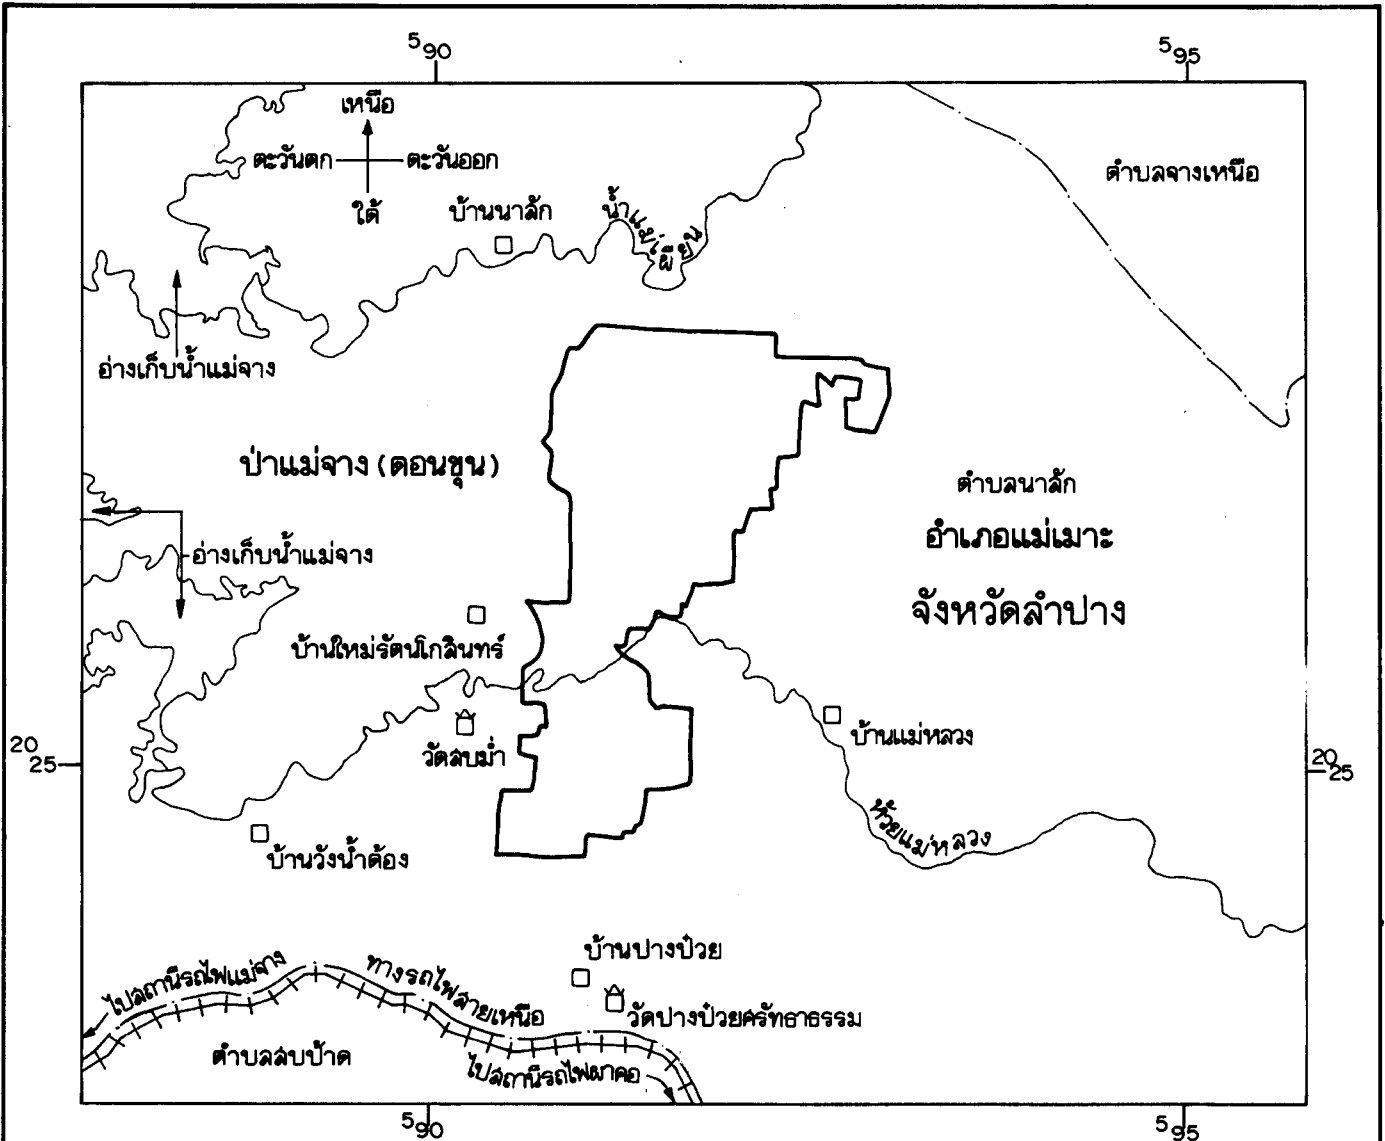 590
595
เหนือ
ตะวันตก
ตะวันออก
ใต้
ตำบลจางเหนือ
บ้านนาลัก
น้ำแม่เผียน
อ่างเก็บน้ำแม่จาง
ป่าแม่จาง (ตอนขุน)
ตำบลนาลัก
อำเภอแม่เมาะ
จังหวัดลำปาง
อ่างเก็บน้ำแม่จาง
บ้านใหม่รัตนโกสินทร์
วัดสบม่ำ
บ้านแม่หลวง
2025
2025
ห้วยแม่หลวง
บ้านวังน้ำต้อง
บ้านปางป๋วย
วัดปางป๋วยศรัทธาธรรม
ไปสถานีรถไฟแม่จาง
ทางรถไฟสายเหนือ
ตำบลสบป้าด
ไปสถานีรถไฟผาคอ
590
595